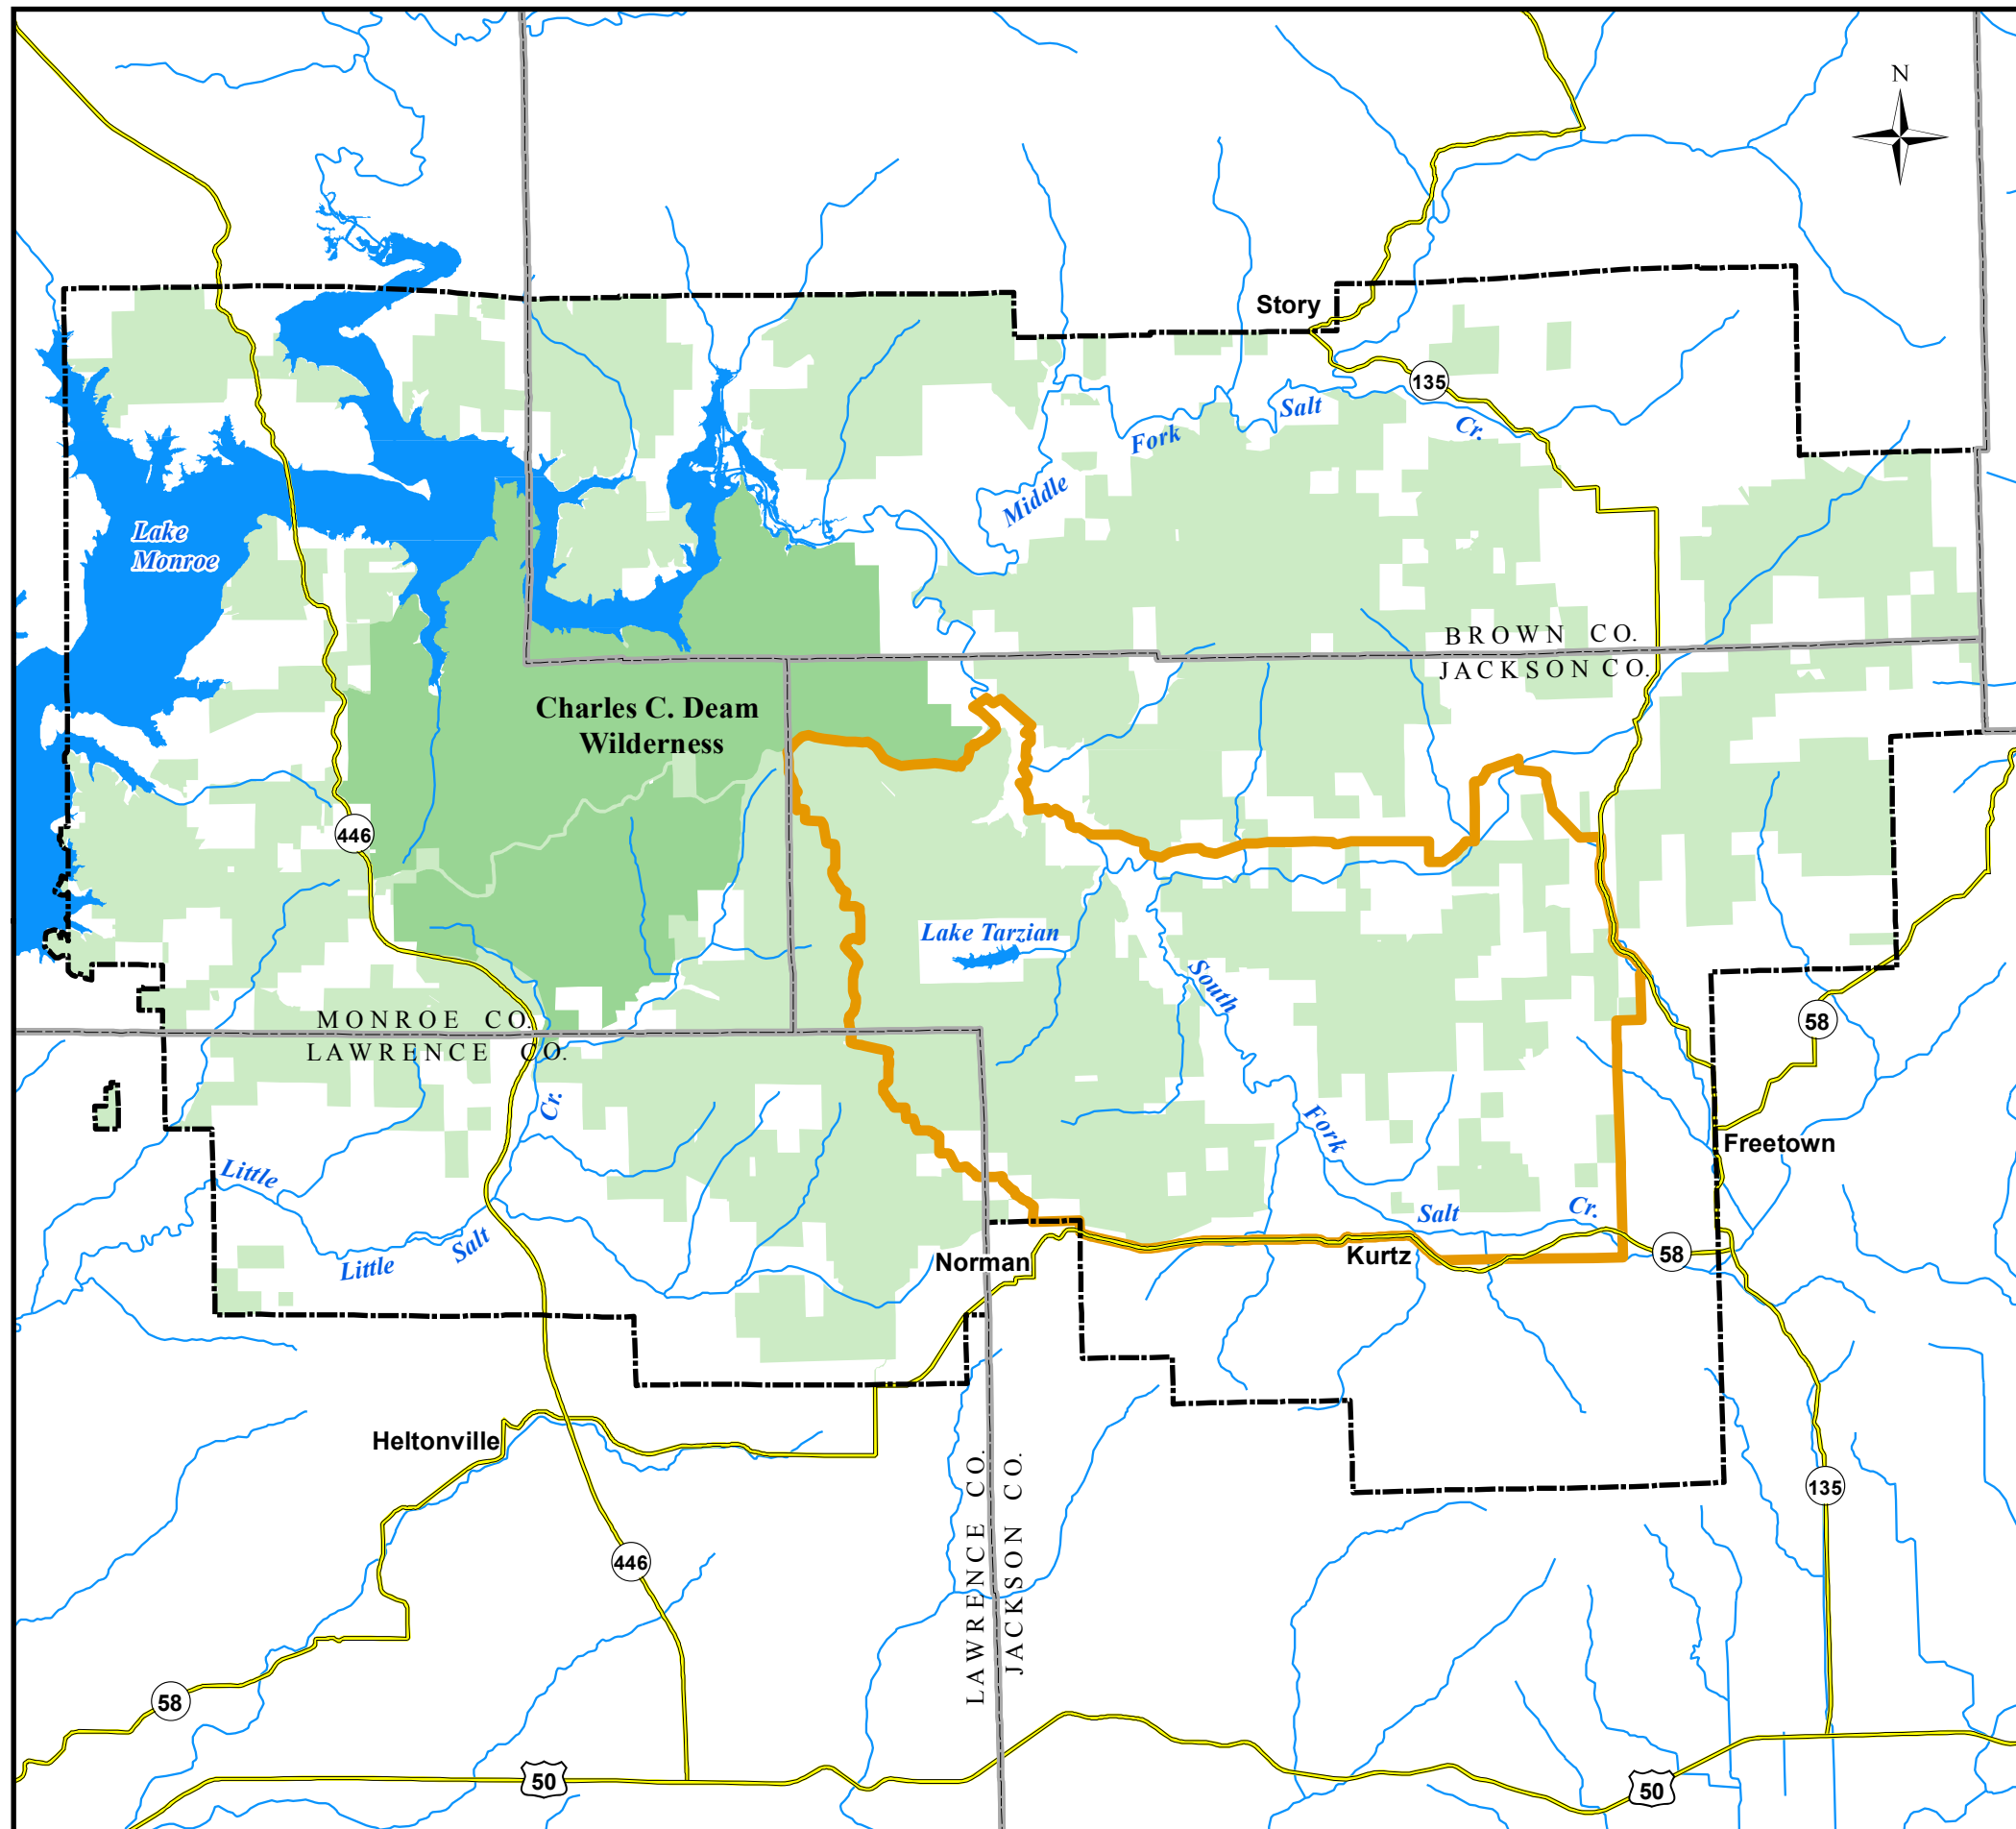 N
Story
135
Salt
Cr.
Fork
Middle
Lake
Monroe
BROWN CO.
JACKSON CO.
Charles C. Deam
Wilderness
446
Lake Tarzian
South
58
MONROE CO.
LAWRENCE CO.
Cr.
Fork
Freetown
Little
Salt
Cr.
Salt
Little
Norman
Kurtz
58
Heltonville
LAWRENCE CO.
JACKSON CO.
135
446
58
50
50